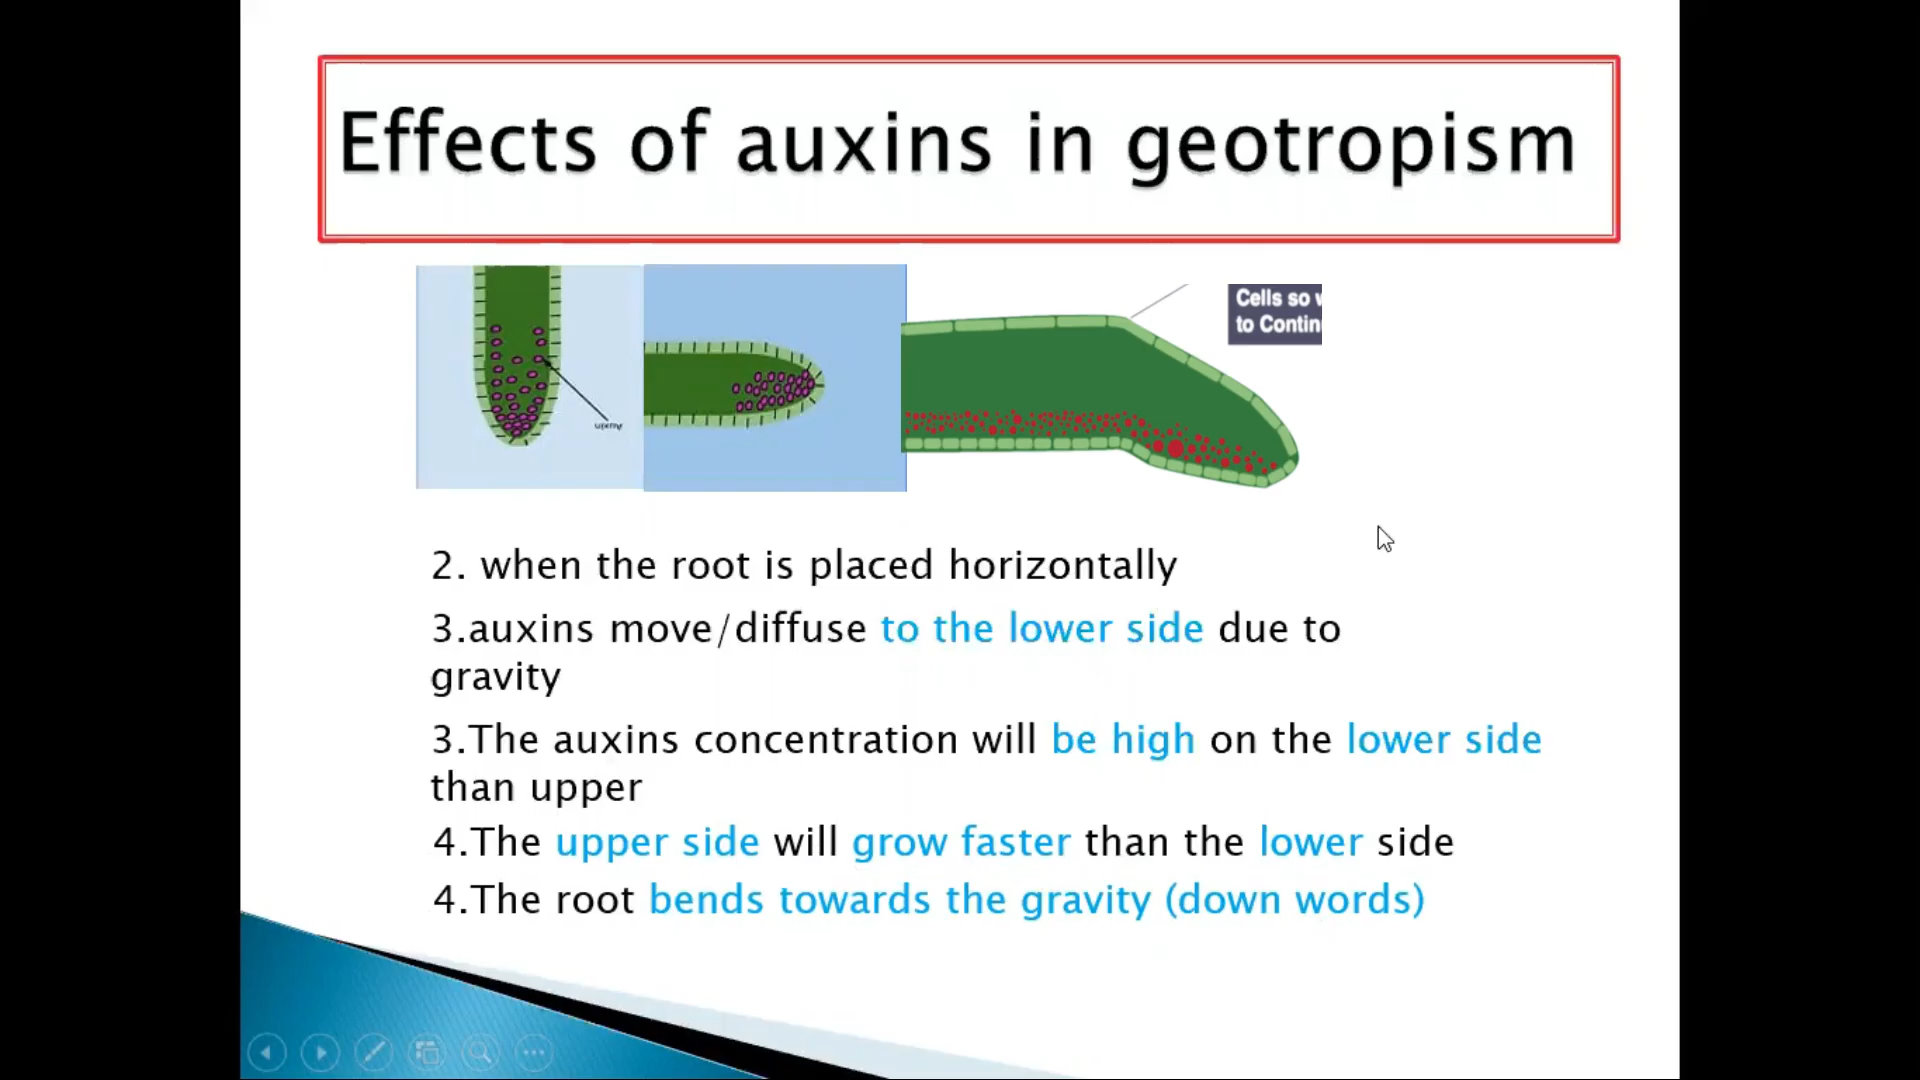 Effects of auxins in geotropism
Auxin
Cells so
to Contin
2. when the root is placed horizontally
3.auxins move/diffuse to the lower side due to
gravity
3.The auxins concentration will be high on the lower side
than upper
4.The upper side will grow faster than the lower side
4.The root bends towards the gravity (down words)